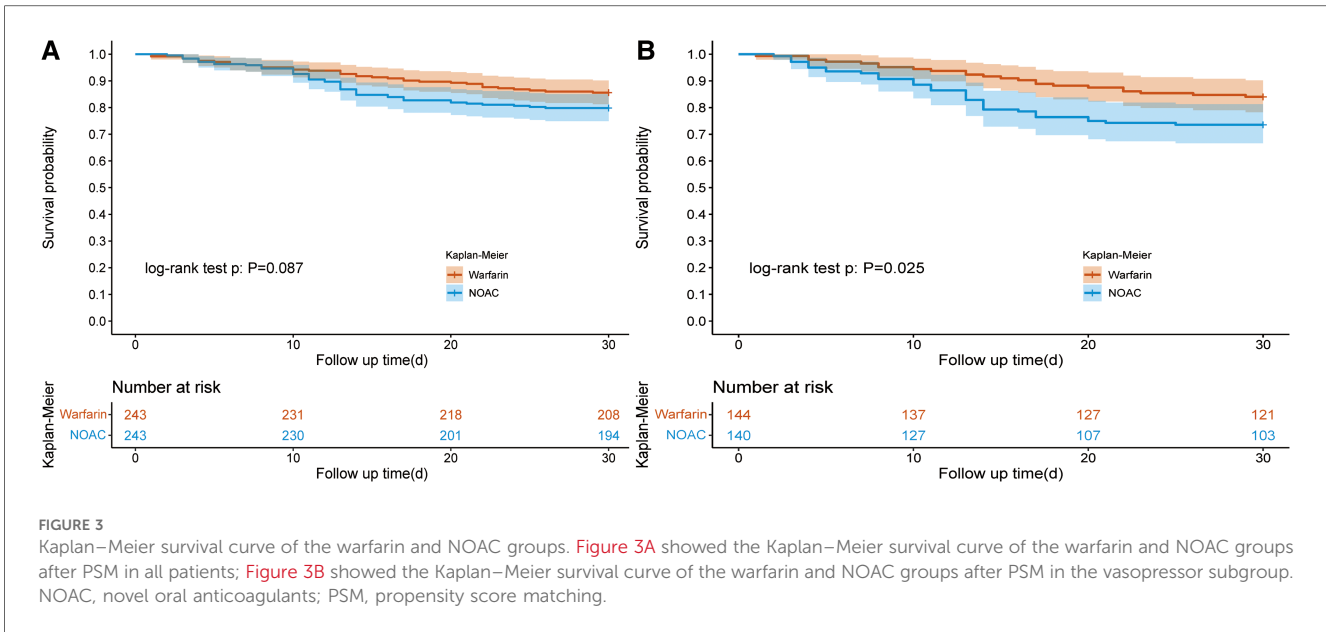 A
1.0
0.9
0.8
0.7
0.6
0.5
0.4
0.3
0.2
0.1
0.0
Survival probability
log-rank test p: P=0.087
Kaplan-Meier
Warfarin
NOAC
0 10 20 30
Follow up time(d)
Number at risk
Kaplan-Meier
Warfarin 243 231 218 208
NOAC 243 230 201 194
0 10 20 30
Follow up time(d)
B
1.0
0.9
0.8
0.7
0.6
0.5
0.4
0.3
0.2
0.1
0.0
Survival probability
log-rank test p: P=0.025
Kaplan-Meier
Warfarin
NOAC
0 10 20 30
Follow up time(d)
Number at risk
Kaplan-Meier
Warfarin 144 137 127 121
NOAC 140 127 107 103
0 10 20 30
Follow up time(d)
FIGURE 3
Kaplan–Meier survival curve of the warfarin and NOAC groups. Figure 3A showed the Kaplan–Meier survival curve of the warfarin and NOAC groups
after PSM in all patients; Figure 3B showed the Kaplan–Meier survival curve of the warfarin and NOAC groups after PSM in the vasopressor subgroup.
NOAC, novel oral anticoagulants; PSM, propensity score matching.